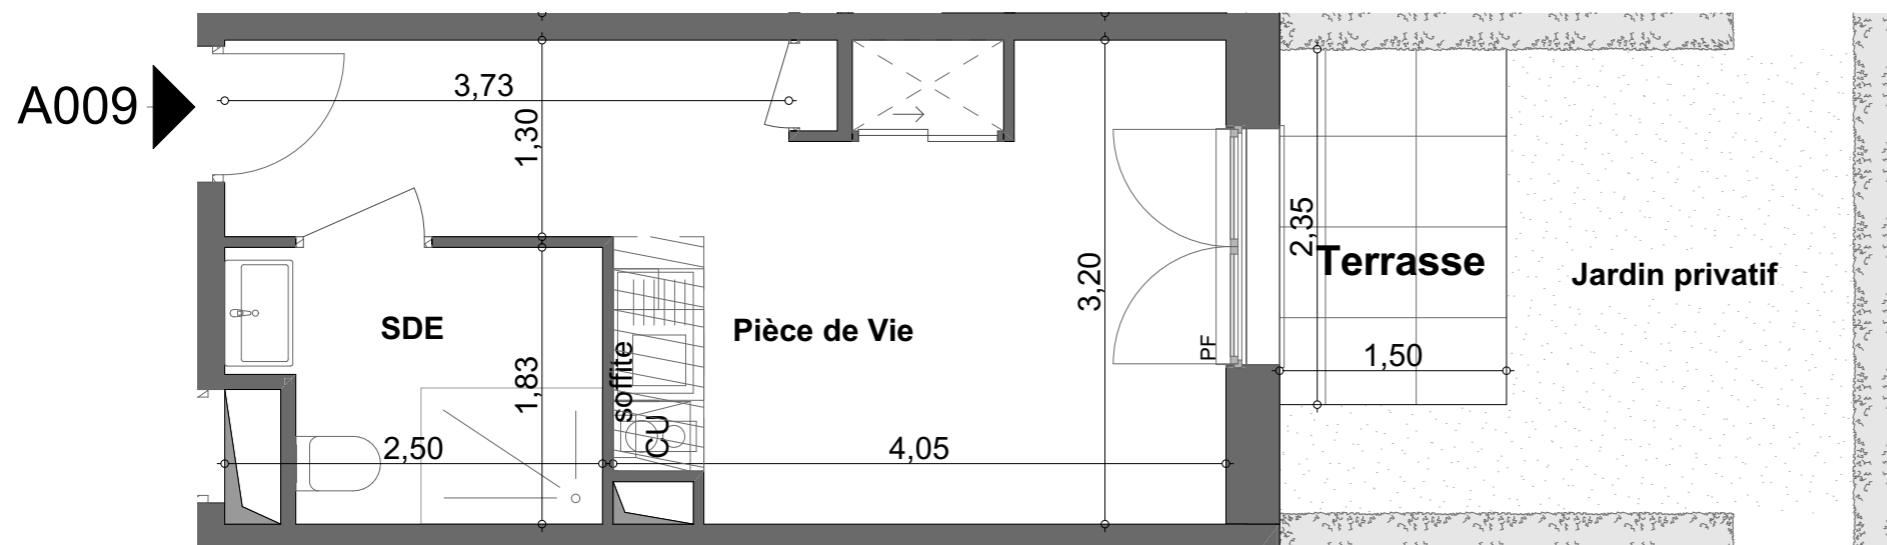 A009
3,73
1,30
2,35
Terrasse
Jardin privatif
3,20
SDE
Pièce de Vie
soffite
PF
1,50
1,83
CU
2,50
4,05